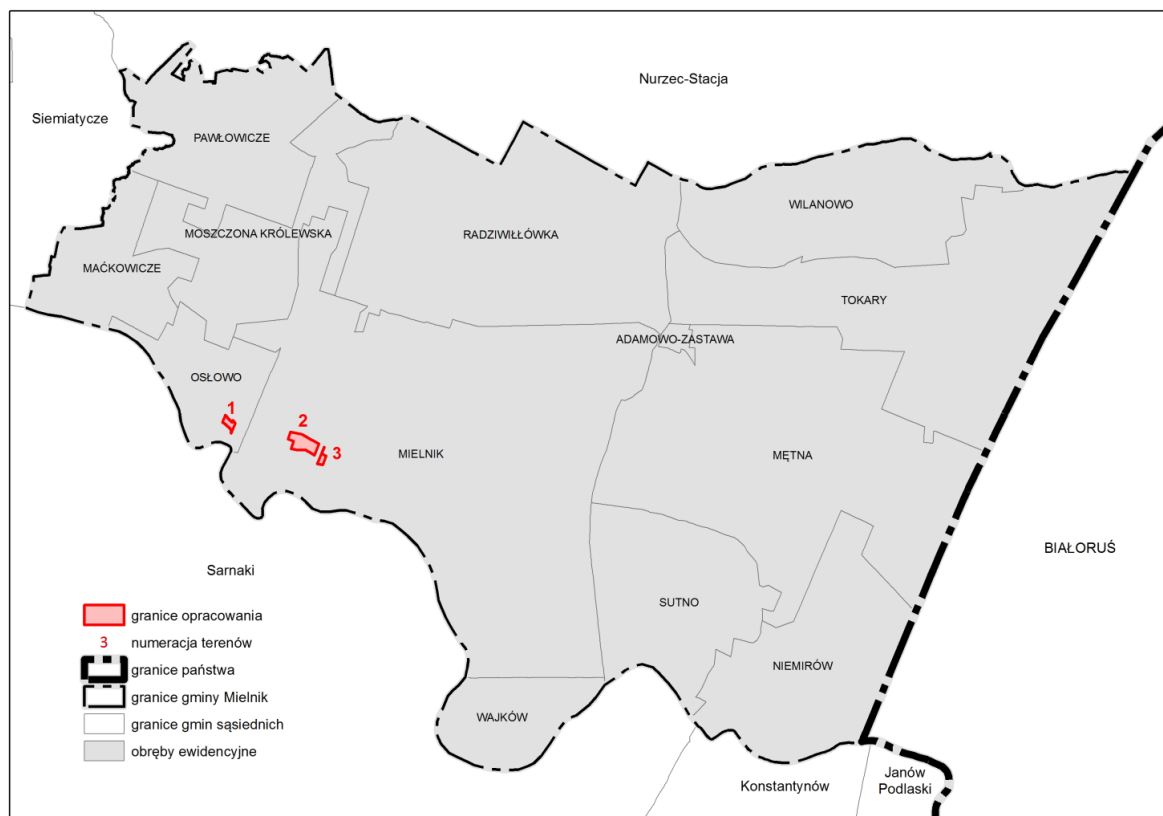 Nurzec-Stacja
Siemiatycze
PAWŁOWICZE
WILANOWO
MOSZCZONA KRÓLEWSKA
RADZIWIŁŁÓWKA
MAĆKOWICZE
TOKARY
ADAMOWO-ZASTAWA
OSŁOWO
1
2
3
MIELNIK
MĘTNA
BIAŁORUŚ
Sarnaki
SUTNO
NIEMIRÓW
WAJKÓW
Konstantynów
Janów
Podlaski
granice opracowania
3 numeracja terenów
granice państwa
granice gminy Mielnik
granice gmin sąsiednich
obręby ewidencyjne